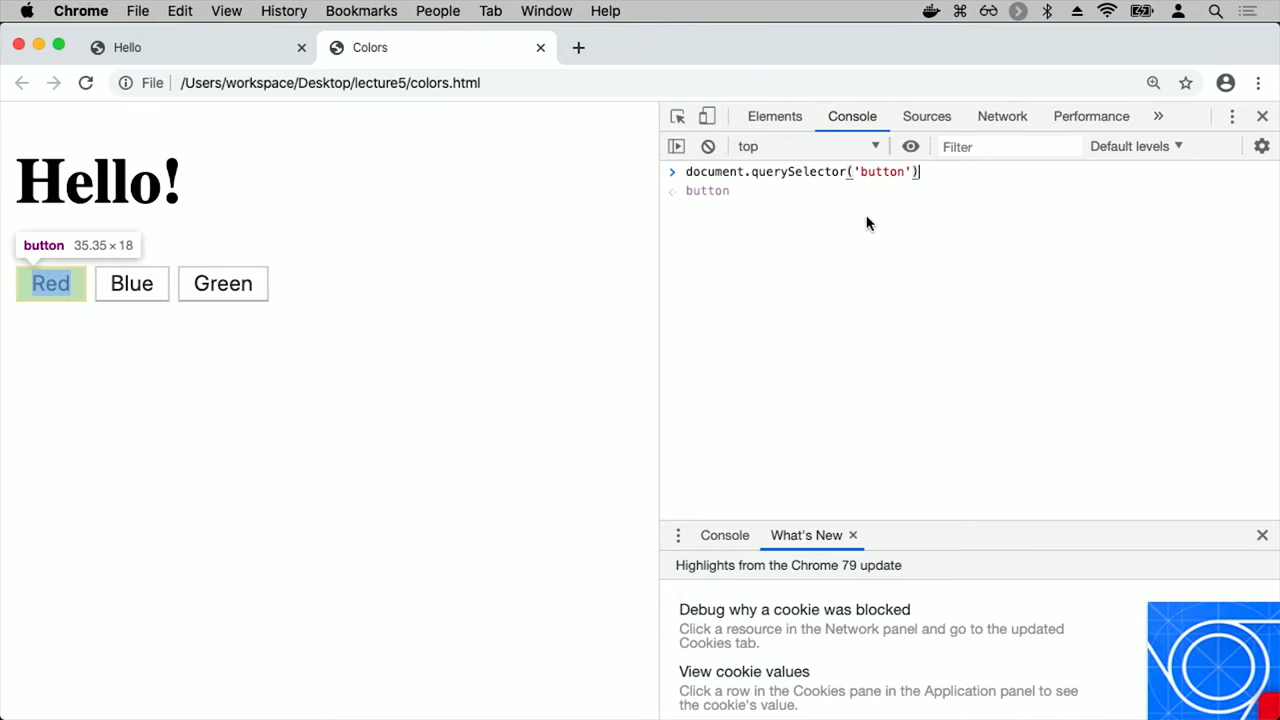 Chrome File Edit View History Bookmarks People Tab Window Help
Hello
Colors
File /Users/workspace/Desktop/lecture5/colors.html
Hello!
button 35.35 × 18
Red Blue Green
Elements Console Sources Network Performance »
top Filter Default levels
> document.querySelector('button')
button
Console What's New
Highlights from the Chrome 79 update
Debug why a cookie was blocked
Click a resource in the Network panel and go to the updated
Cookies tab.
View cookie values
Click a row in the Cookies pane in the Application panel to see
the cookie's value.